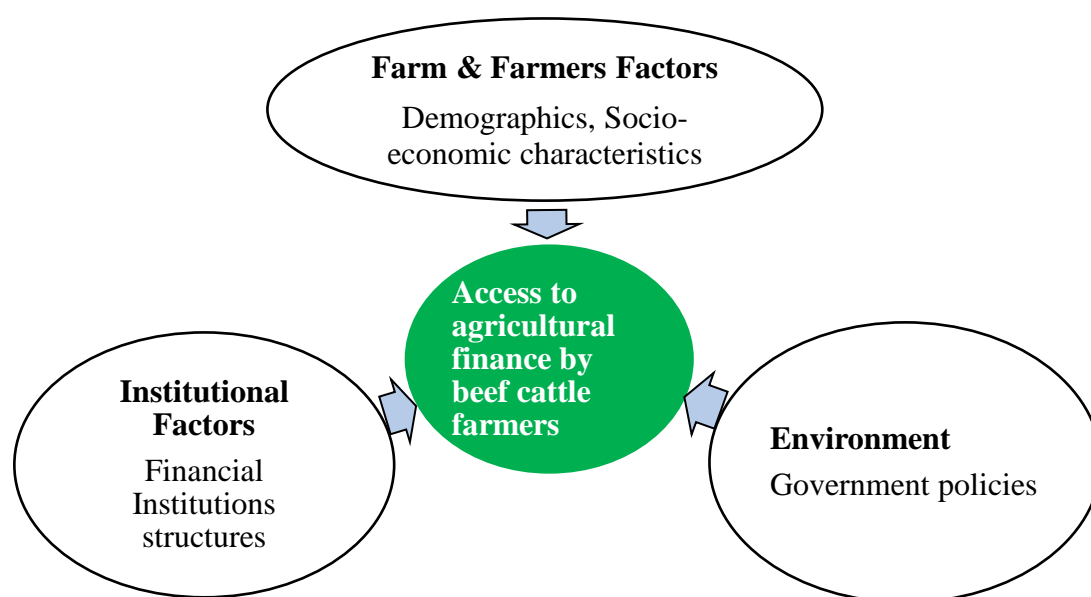 Farm & Farmers Factors
Demographics, Socio-
economic characteristics
Access to
agricultural
finance by
beef cattle
farmers
Institutional
Factors
Financial
Institutions
structures
Environment
Government policies